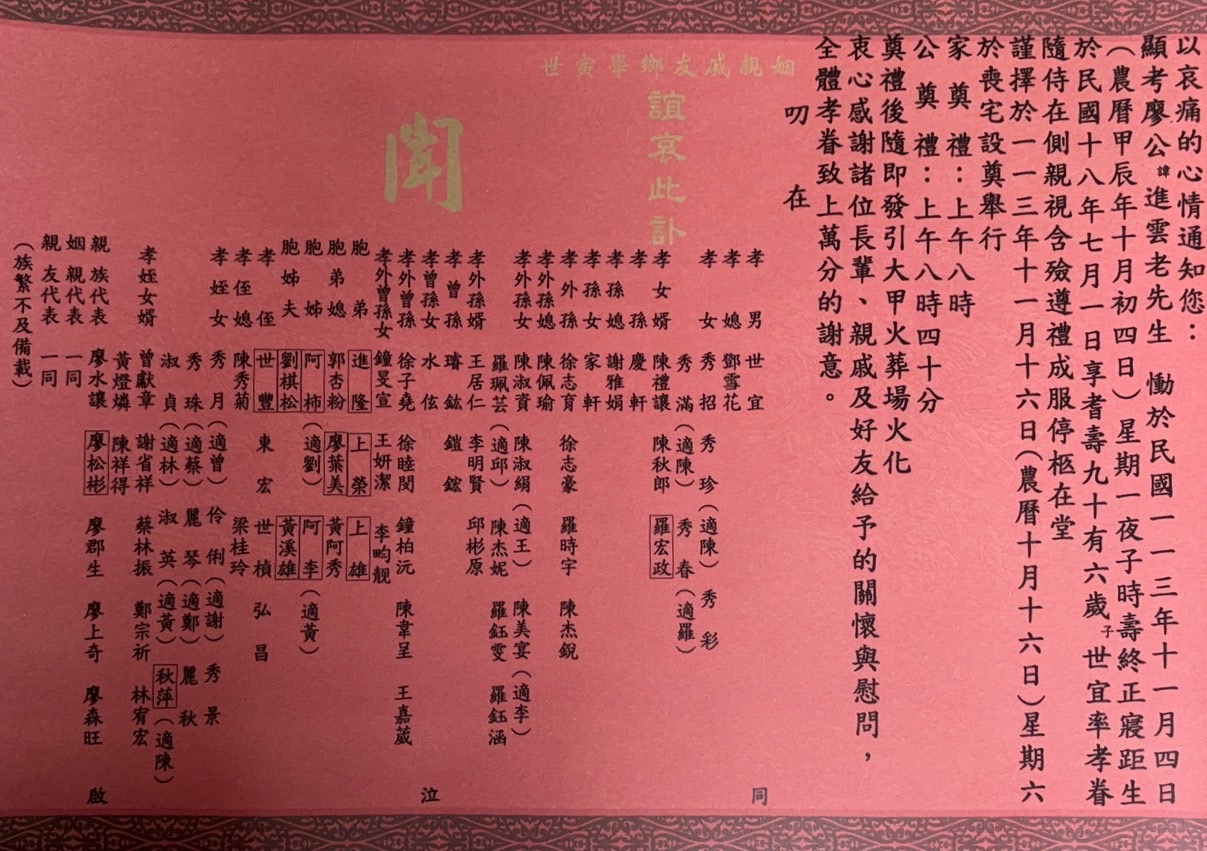 以哀痛的心情通知您：
顯考廖公諱進雲老先生　慟於民國一一三年十一月四日
（農曆甲辰年十月初四日）星期一夜子時壽終正寢距生
於民國十八年七月一日享耆壽九十有六歲　子世宜率孝眷
隨侍在側親視含殮遵禮成服停柩在堂
謹擇於一一三年十一月十六日（農曆十月十六日）星期六
於喪宅設奠舉行
家奠禮：上午八時
公奠禮：上午八時四十分
奠禮後隨即發引大甲火葬場火化
衷心感謝諸位長輩、親戚及好友給予的關懷與慰問，
全體孝眷致上萬分的謝意。
叨在
姻親戚友鄉學寅世
誼哀此訃
聞
孝男　世宜
孝媳　鄧雪花
孝女　秀招　秀珍（適陳）　秀彩
秀滿（適陳）　秀春（適羅）
孝女婿　陳禮讓　陳秋郎　羅宏政
孝孫　慶軒
孝孫媳　謝雅娟
孝孫女　家軒
孝外孫　徐志育　徐志豪　羅時宇　陳杰銳
孝外孫媳　陳佩瑜
孝外孫女　陳淑資　陳淑絹（適王）　陳美宴（適李）
羅珮芸（適邱）　陳杰妮　羅鈺雯　羅鈺涵
孝外孫婿　王居仁　李明賢　邱彬原
孝曾孫　璿鈜　鎧鋐
孝曾孫女　水伭
孝外曾孫　徐子堯　徐睦閔　鐘柏沅　陳韋呈　王嘉葳
孝外曾孫女　鐘旻宣　王妍潔　李畇靚
胞弟　進隆　上榮　上雄
胞弟媳　郭杏粉　廖葉美　黃阿秀
胞姊　阿柿（適劉）　阿李（適黃）
胞姊夫　劉棋松　黃溪雄
孝侄　世豐　東宏　世楨　弘昌
孝侄媳　陳秀菊　梁桂玲
孝姪女　秀月（適曾）　伶俐（適謝）　秀景
秀珠（適蔡）　麗琴（適鄭）　麗秋
淑貞（適林）　淑英（適黃）　秋萍（適陳）
孝姪女婿　曾獻章　謝省祥　蔡林振　鄭宗祈　林宥宏
黃燈燐　陳祥得
親族代表　廖水讓　廖松彬　廖郡生　廖上奇　廖森旺
姻親代表　一同
親友代表　一同
（族繁不及備載）
同
泣
啟